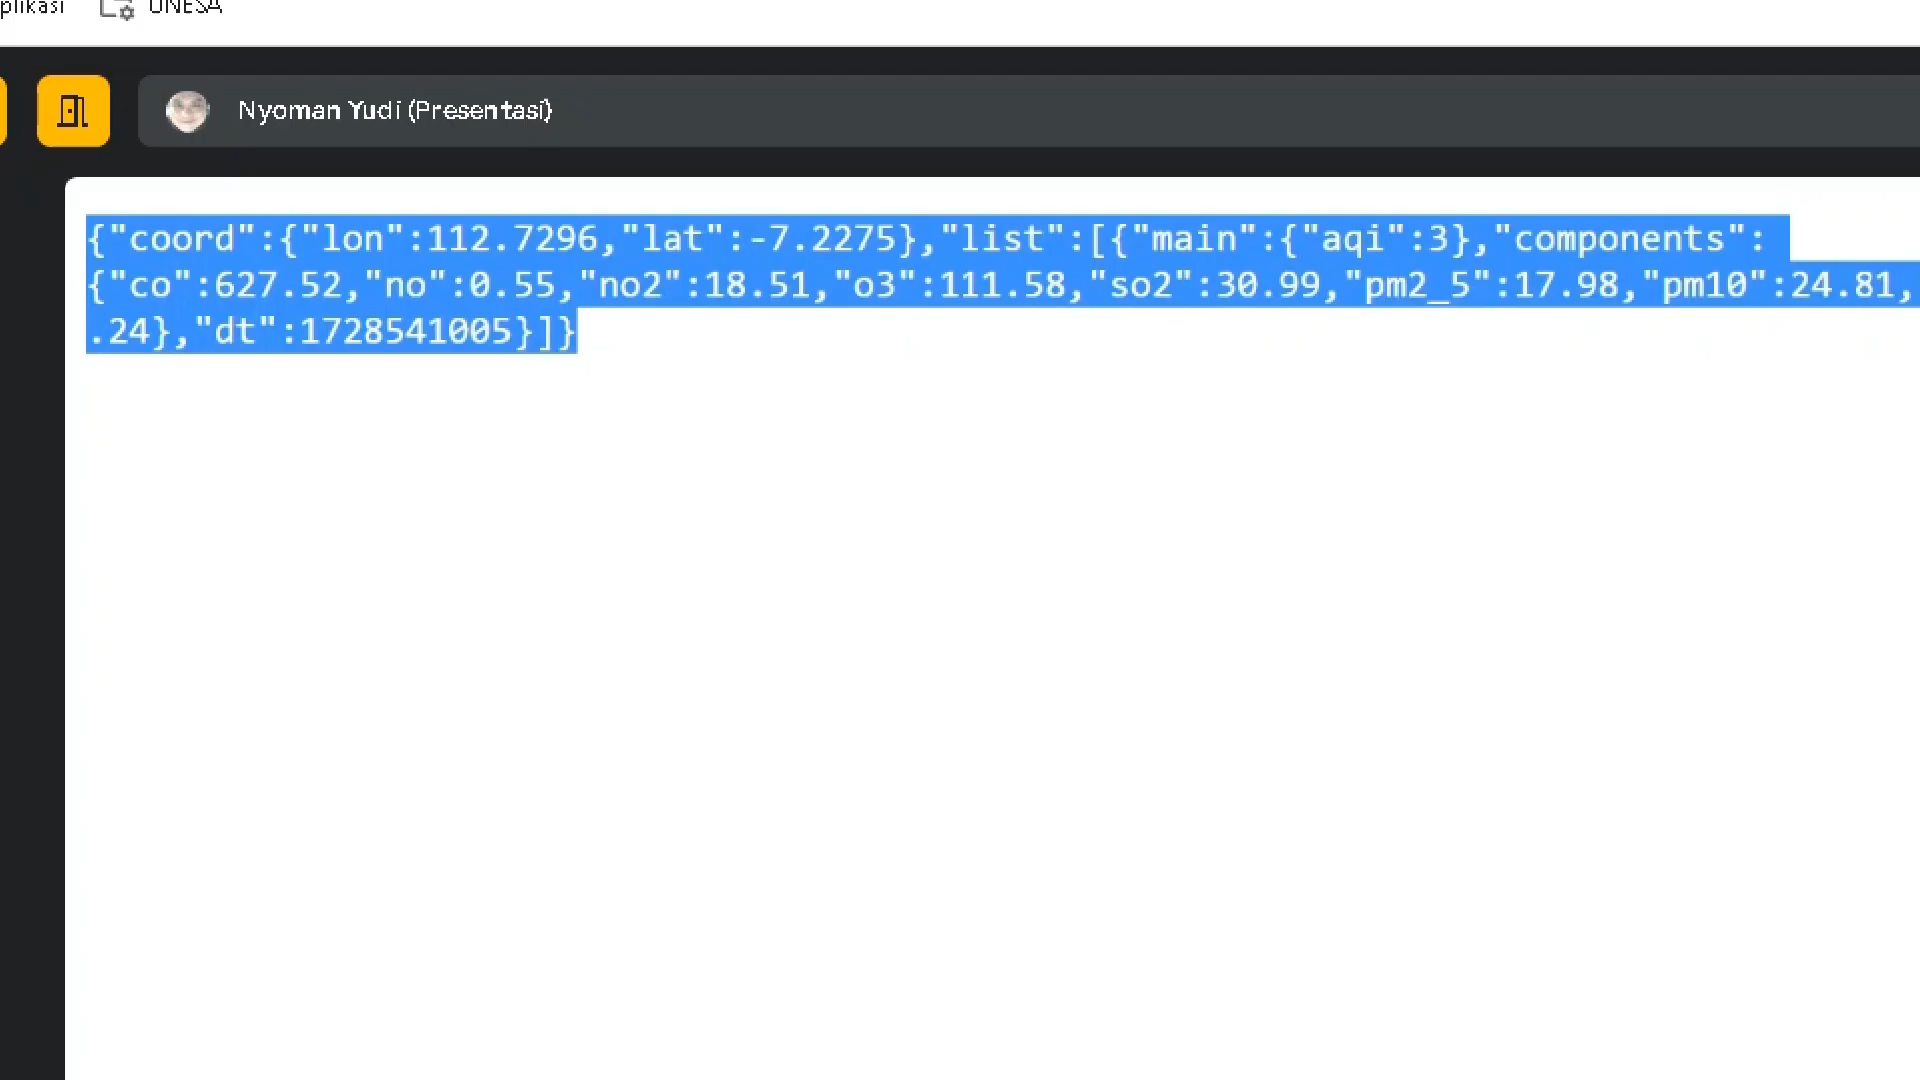 plikasi UNESA
Nyoman Yudi (Presentasi)
{"coord":{"lon":112.7296,"lat":-7.2275},"list":[{"main":{"aqi":3},"components":
{"co":627.52,"no":0.55,"no2":18.51,"o3":111.58,"so2":30.99,"pm2_5":17.98,"pm10":24.81,
.24},"dt":1728541005}]}